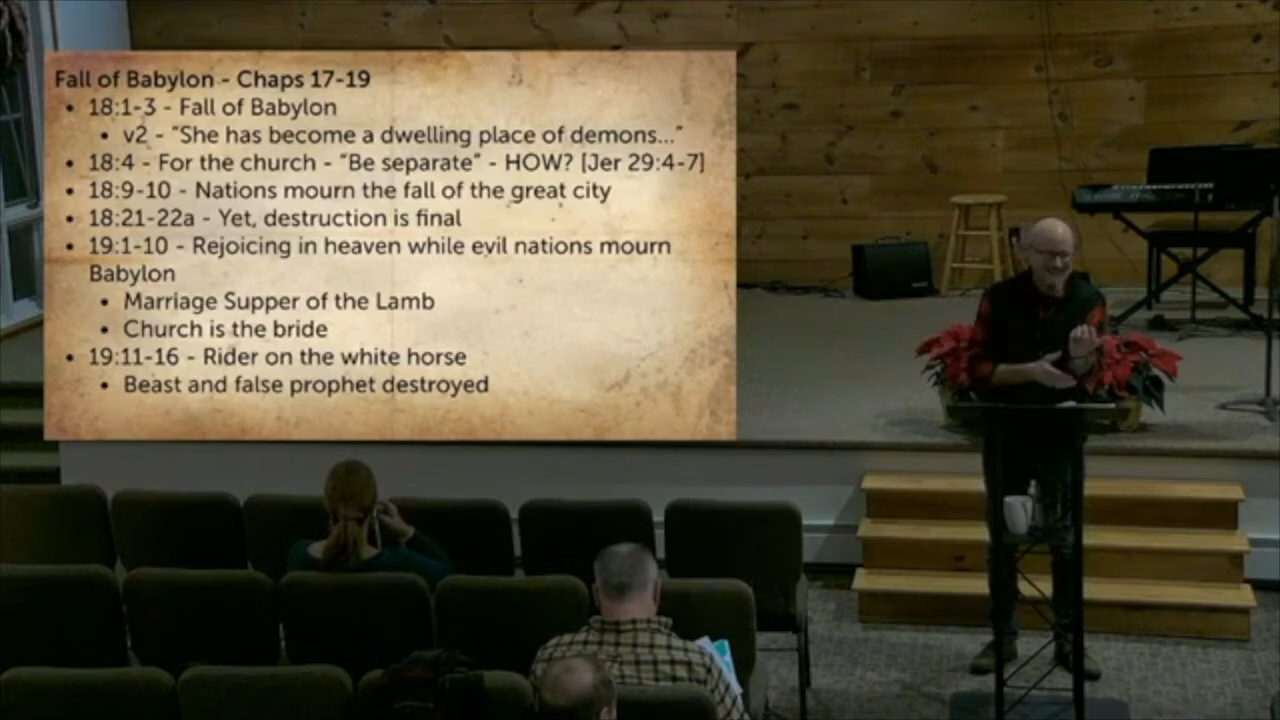 Fall of Babylon - Chaps 17-19
• 18:1-3 - Fall of Babylon
• v2 - “She has become a dwelling place of demons...”
• 18:4 - For the church - “Be separate” - HOW? [Jer 29:4-7]
• 18:9-10 - Nations mourn the fall of the great city
• 18:21-22a - Yet, destruction is final
• 19:1-10 - Rejoicing in heaven while evil nations mourn
Babylon
• Marriage Supper of the Lamb
• Church is the bride
• 19:11-16 - Rider on the white horse
• Beast and false prophet destroyed